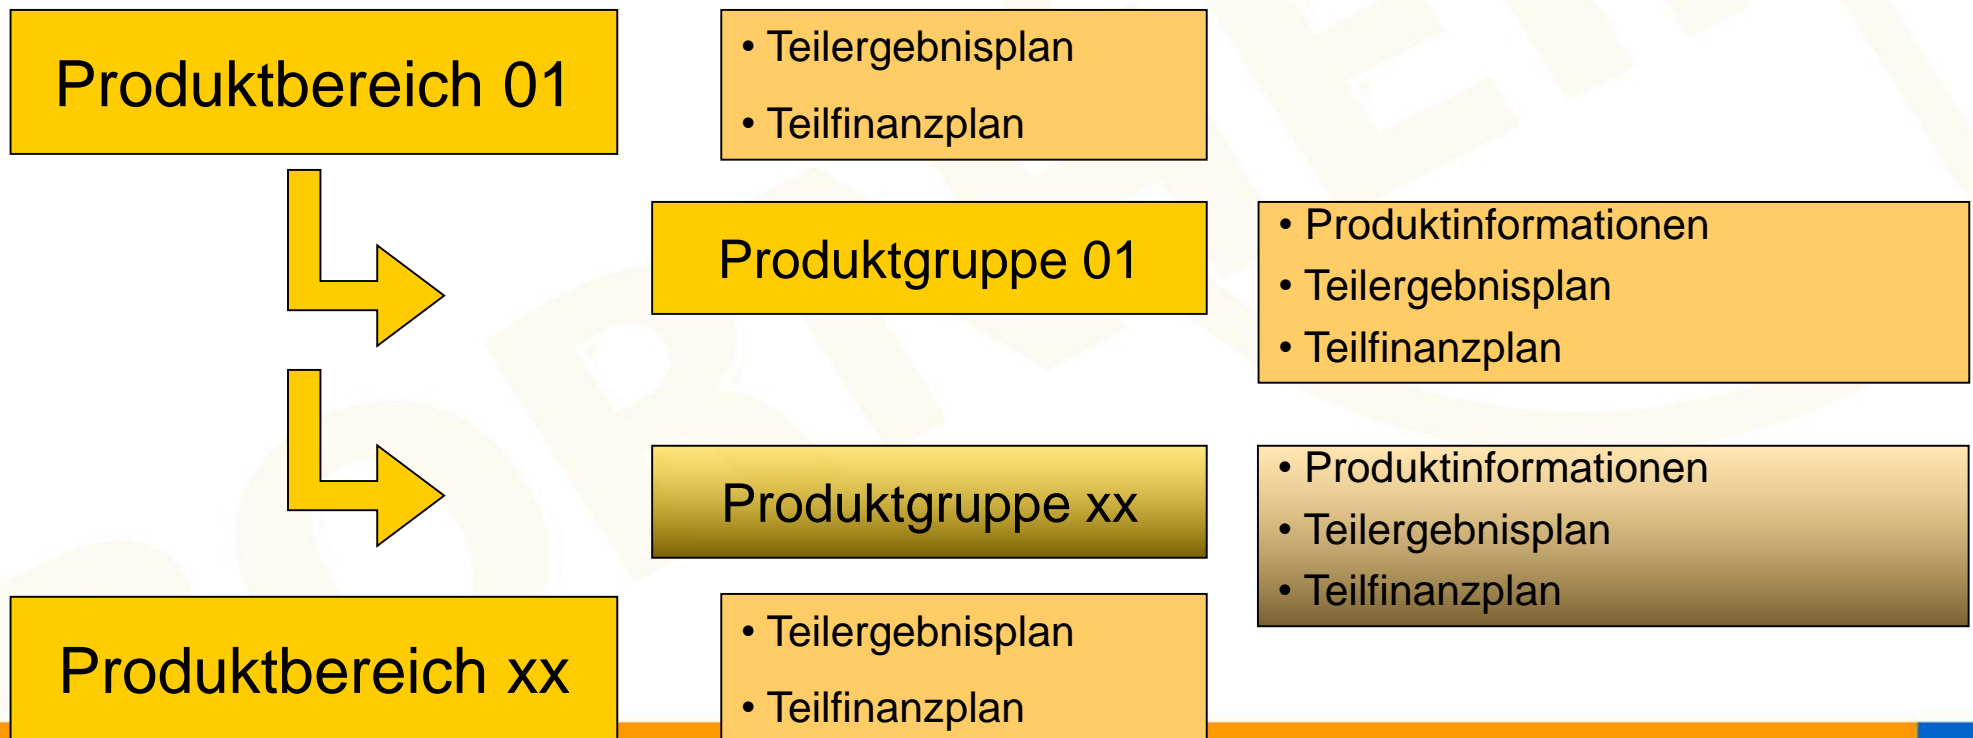 Produktbereich 01
• Teilergebnisplan
• Teilfinanzplan
Produktgruppe 01
• Produktinformationen
• Teilergebnisplan
• Teilfinanzplan
Produktgruppe xx
• Produktinformationen
• Teilergebnisplan
• Teilfinanzplan
Produktbereich xx
• Teilergebnisplan
• Teilfinanzplan